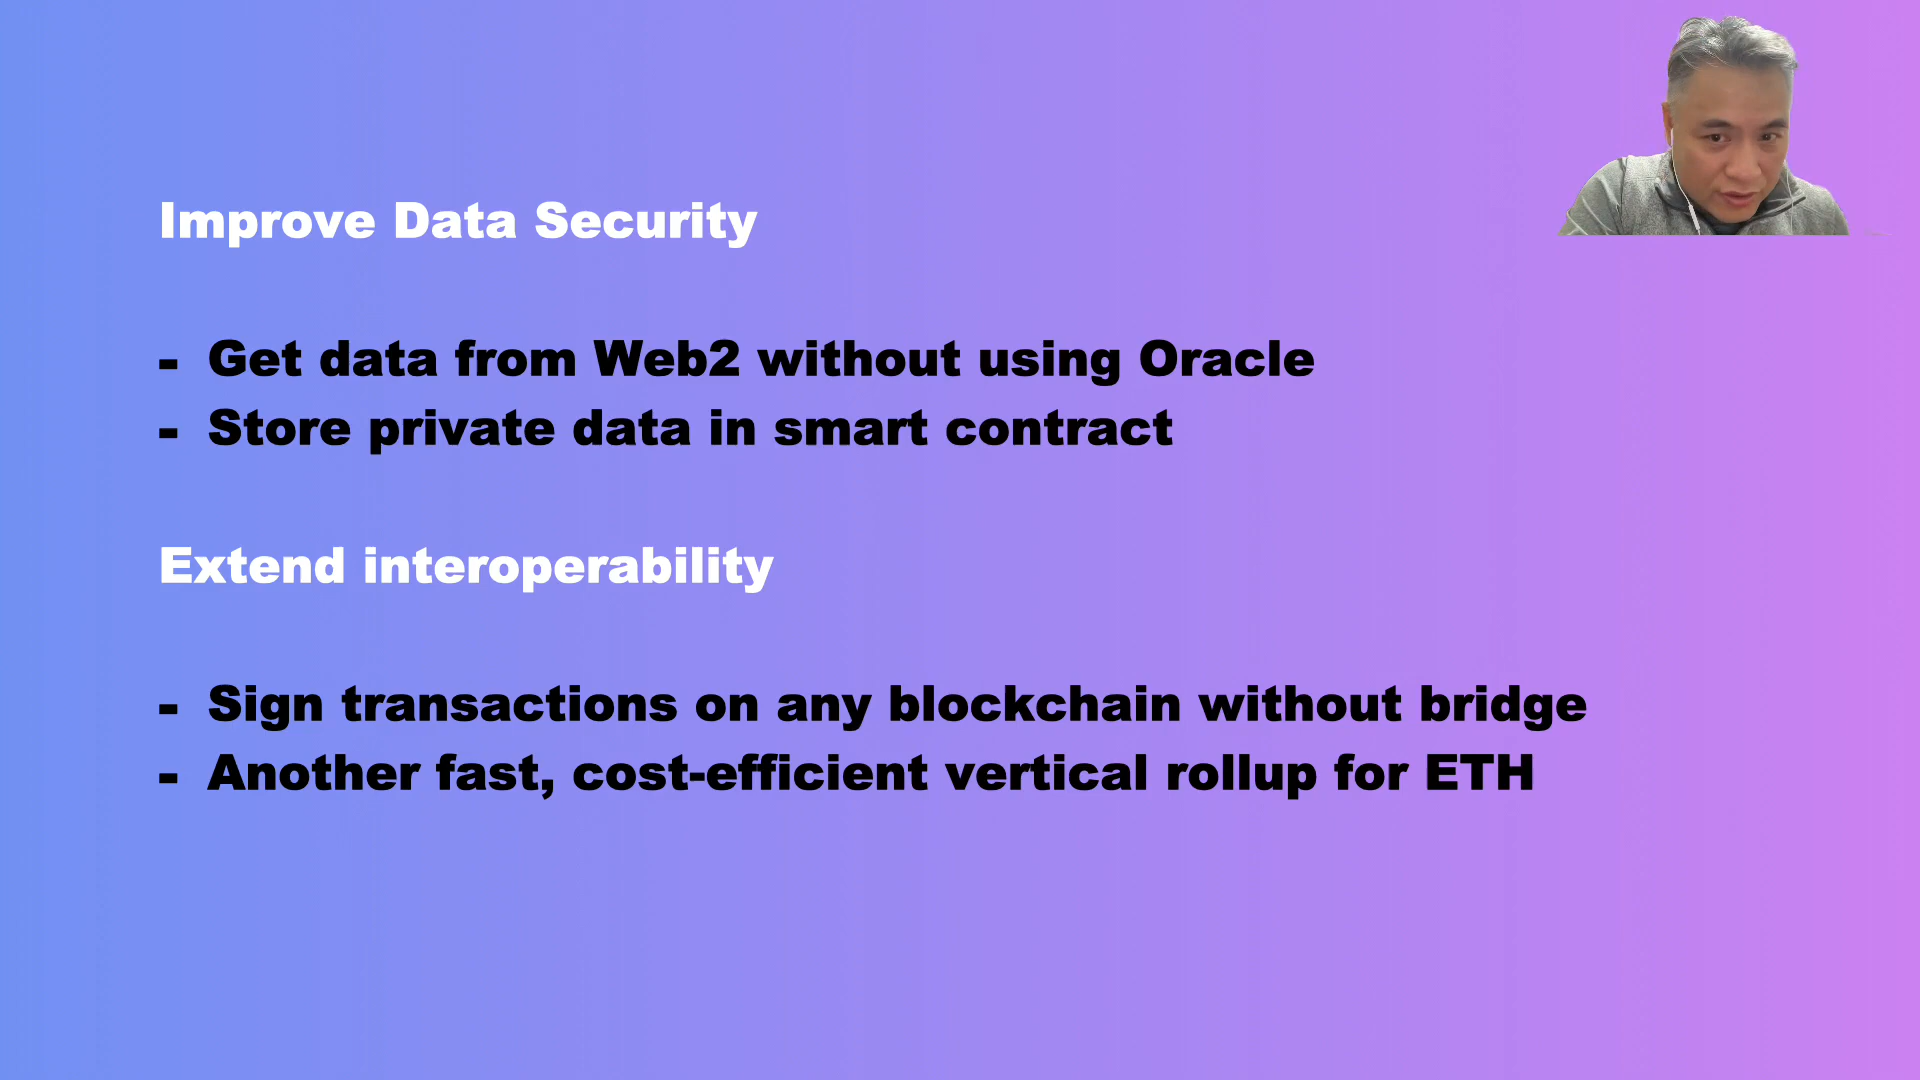 Improve Data Security
- Get data from Web2 without using Oracle
- Store private data in smart contract
Extend interoperability
- Sign transactions on any blockchain without bridge
- Another fast, cost-efficient vertical rollup for ETH